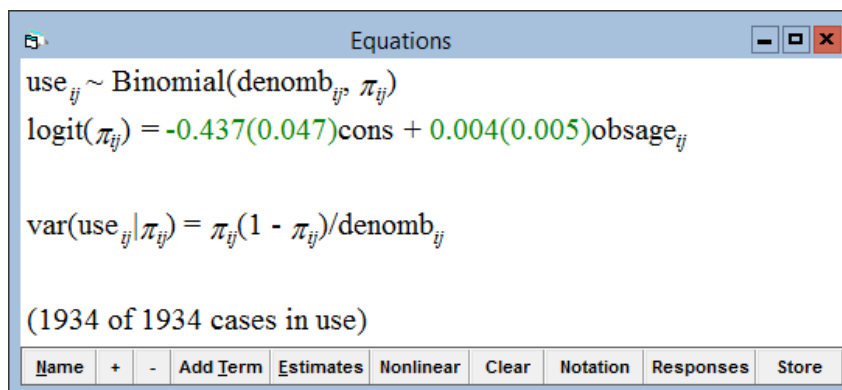 Equations
use_ij ~ Binomial(denomb_ij, π_ij)
logit(π_ij) = -0.437(0.047)cons + 0.004(0.005)obsage_ij
var(use_ij|π_ij) = π_ij(1 - π_ij)/denomb_ij
(1934 of 1934 cases in use)
Name + - Add Term Estimates Nonlinear Clear Notation Responses Store